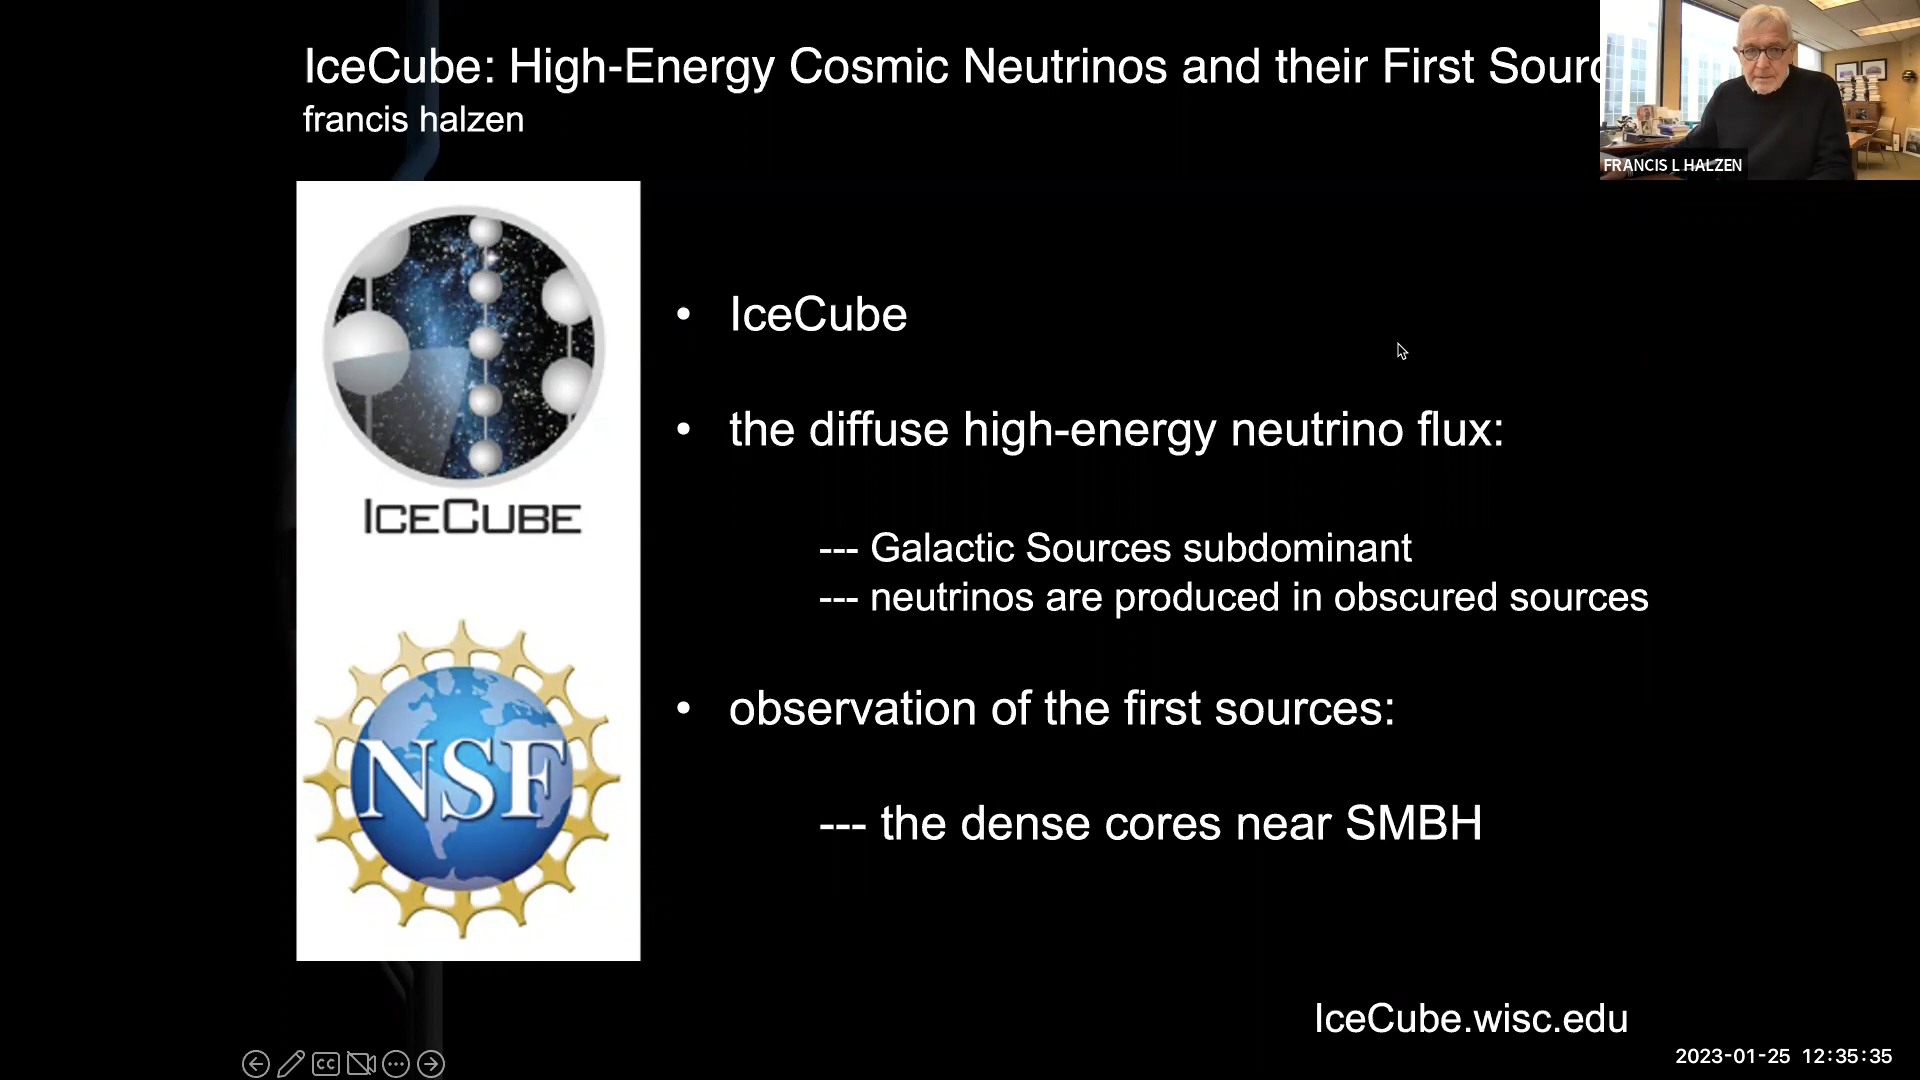 IceCube: High-Energy Cosmic Neutrinos and their First Sourc
francis halzen
FRANCIS L HALZEN
• IceCube
• the diffuse high-energy neutrino flux:
--- Galactic Sources subdominant
--- neutrinos are produced in obscured sources
• observation of the first sources:
--- the dense cores near SMBH
ICECUBE
NSF
IceCube.wisc.edu
2023-01-25 12:35:35
CC